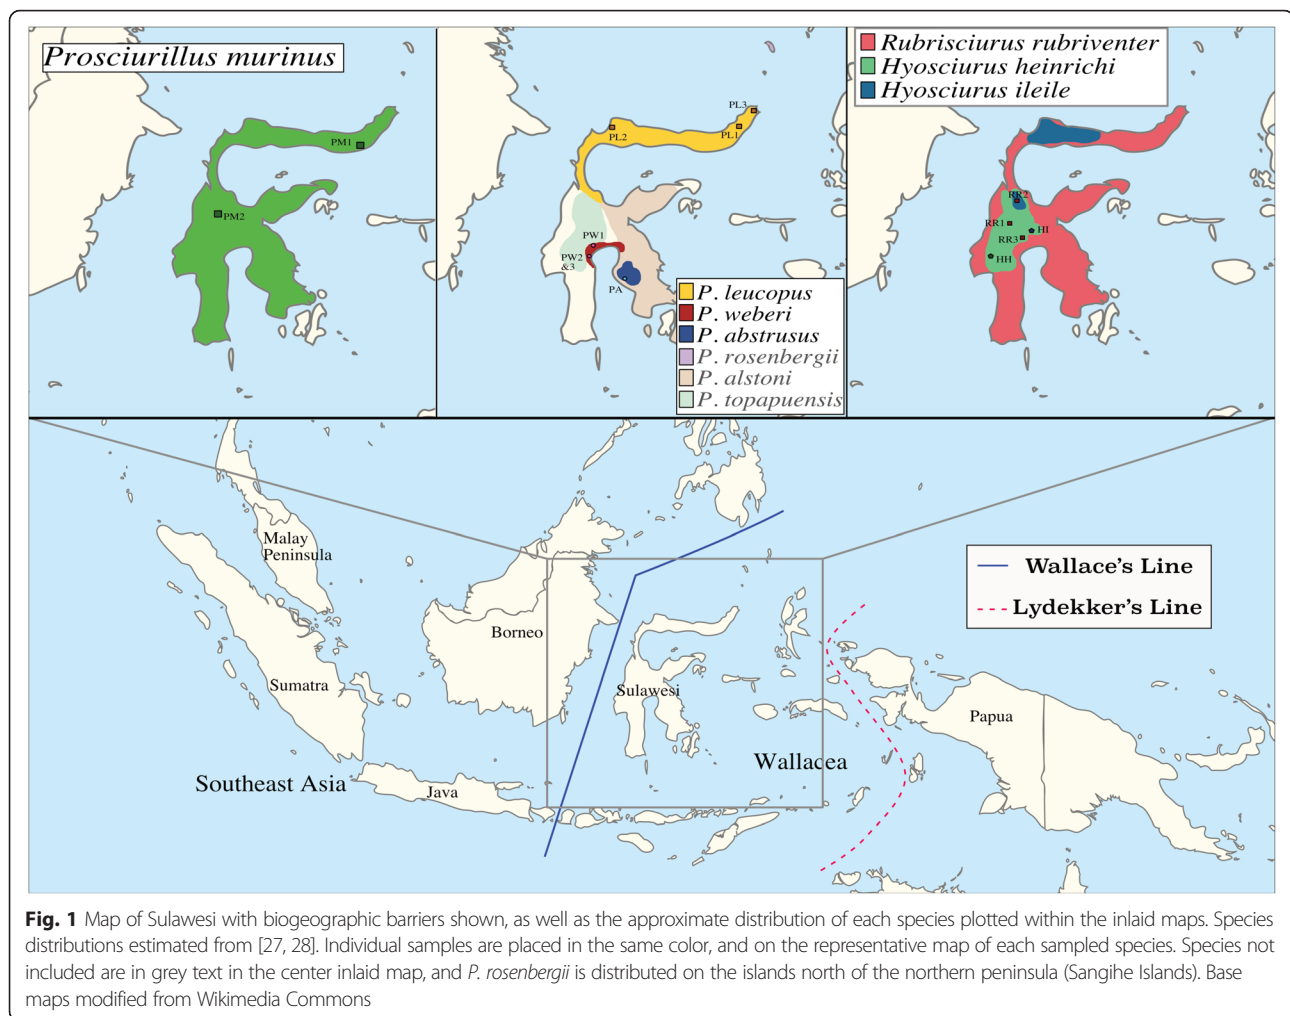 Prosciurillus murinus
PM1
PM2
PL3
PL2
PL1
PW1
PW2
&3
PA
P. leucopus
P. weberi
P. abstrusus
P. rosenbergii
P. alstoni
P. topapuensis
Rubrisciurus rubriventer
Hyosciurus heinrichi
Hyosciurus ileile
RR2
RR1
HI
RR3
HH
Malay
Peninsula
Borneo
Sumatra
Sulawesi
Papua
Wallacea
Southeast Asia
Java
Wallace's Line
Lydekker's Line
Fig. 1 Map of Sulawesi with biogeographic barriers shown, as well as the approximate distribution of each species plotted within the inlaid maps. Species
distributions estimated from [27, 28]. Individual samples are placed in the same color, and on the representative map of each sampled species. Species not
included are in grey text in the center inlaid map, and P. rosenbergii is distributed on the islands north of the northern peninsula (Sangihe Islands). Base
maps modified from Wikimedia Commons